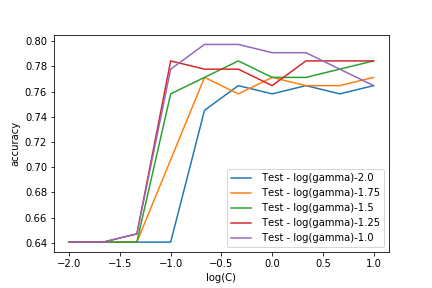 0.80
0.78
0.76
0.74
0.72
0.70
0.68
0.66
0.64
accuracy
−2.0 −1.5 −1.0 −0.5 0.0 0.5 1.0
log(C)
Test - log(gamma)-2.0
Test - log(gamma)-1.75
Test - log(gamma)-1.5
Test - log(gamma)-1.25
Test - log(gamma)-1.0